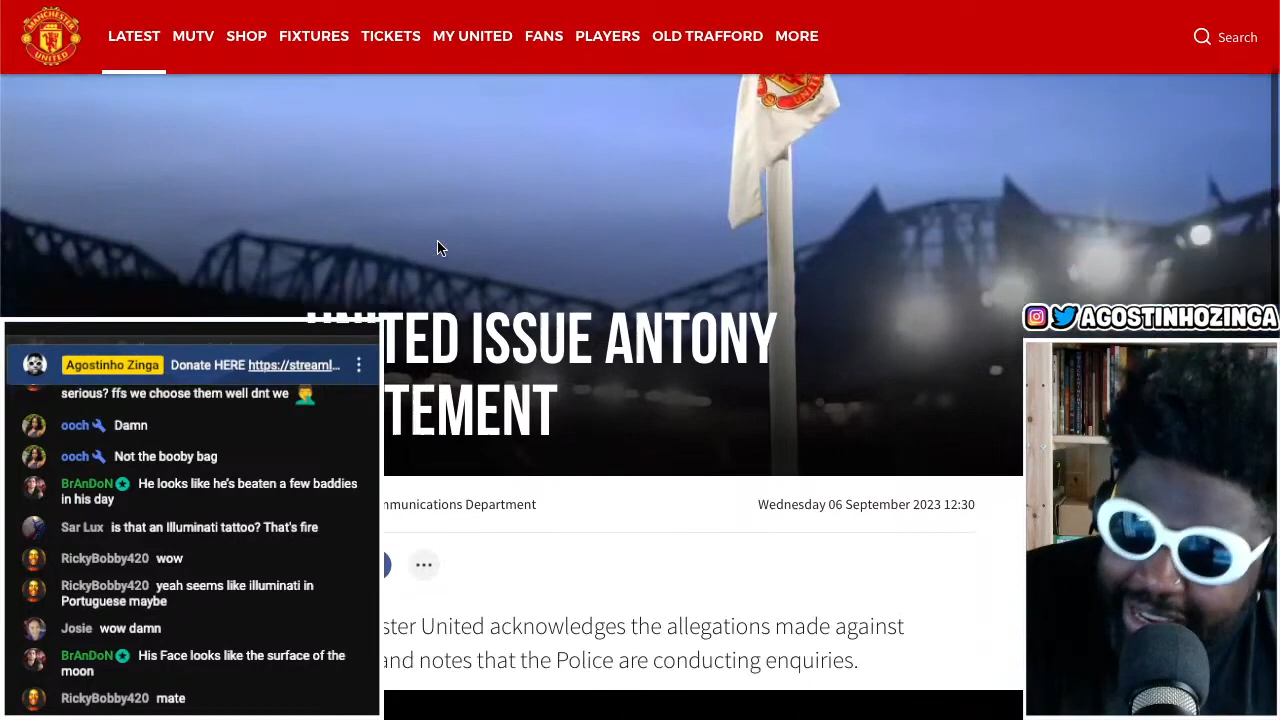 MANCHESTER
UNITED
LATEST MUTV SHOP FIXTURES TICKETS MY UNITED FANS PLAYERS OLD TRAFFORD MORE
Search
TED ISSUE ANTONY
TEMENT
mmunications Department
Wednesday 06 September 2023 12:30
ster United acknowledges the allegations made against
and notes that the Police are conducting enquiries.
Agostinho Zinga Donate HERE https://streaml...
serious? ffs we choose them well dnt we
ooch Damn
ooch Not the booby bag
BrAnDoN He looks like he's beaten a few baddies
in his day
Sar Lux is that an Illuminati tattoo? That's fire
RickyBobby420 wow
RickyBobby420 yeah seems like illuminati in
Portuguese maybe
Josie wow damn
BrAnDoN His Face looks like the surface of the
moon
RickyBobby420 mate
AGOSTINHOZINGA